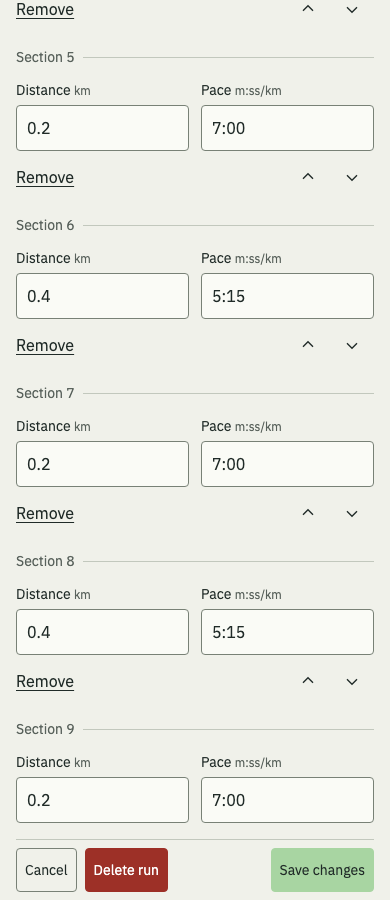 Remove
Section 5
Distance km Pace m:ss/km
0.2 7:00
Remove
Section 6
Distance km Pace m:ss/km
0.4 5:15
Remove
Section 7
Distance km Pace m:ss/km
0.2 7:00
Remove
Section 8
Distance km Pace m:ss/km
0.4 5:15
Remove
Section 9
Distance km Pace m:ss/km
0.2 7:00
Cancel Delete run Save changes